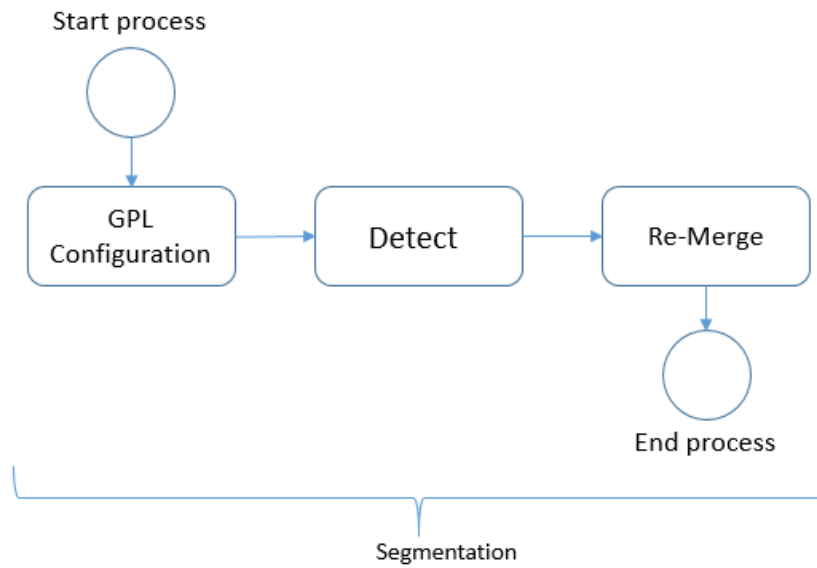 Start process
GPL
Configuration
Detect
Re-Merge
End process
Segmentation